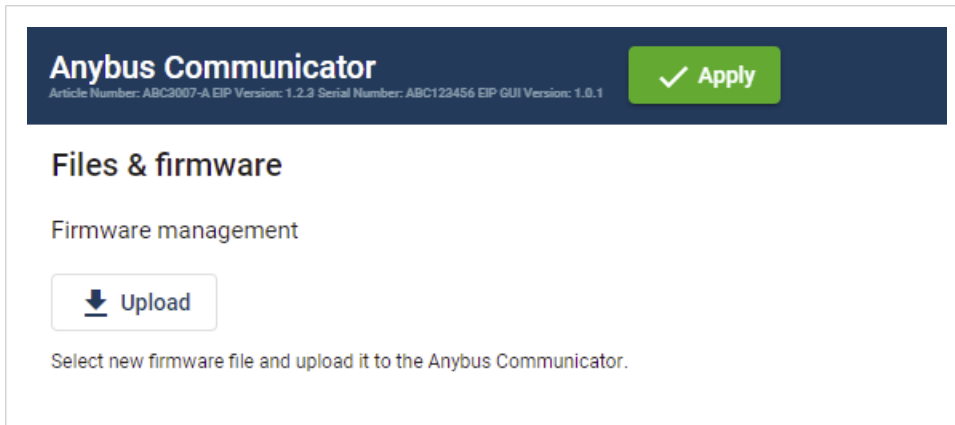 Anybus Communicator
Article Number: ABC3007-A EIP Version: 1.2.3 Serial Number: ABC123456 EIP GUI Version: 1.0.1
Apply
Files & firmware
Firmware management
Upload
Select new firmware file and upload it to the Anybus Communicator.